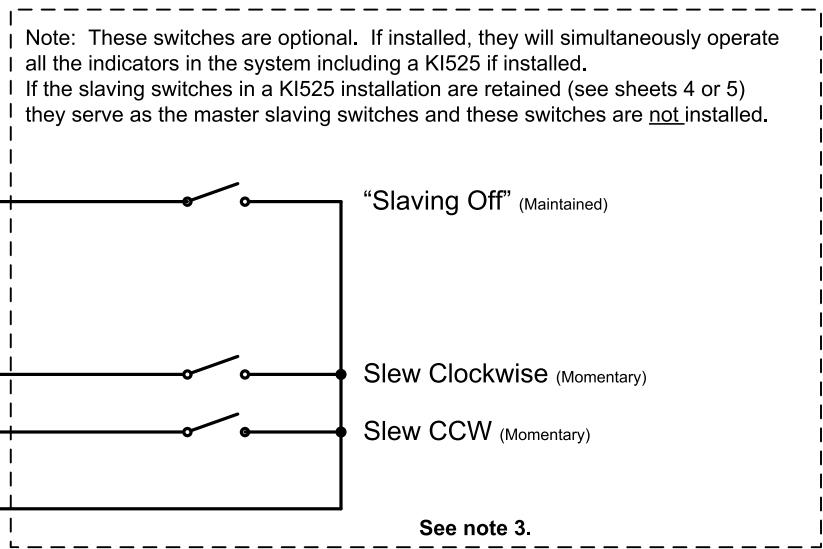 Note:  These switches are optional.  If installed, they will simultaneously operate
all the indicators in the system including a KI525 if installed.
If the slaving switches in a KI525 installation are retained (see sheets 4 or 5)
they serve as the master slaving switches and these switches are not installed.
“Slaving Off” (Maintained)
Slew Clockwise (Momentary)
Slew CCW (Momentary)
See note 3.